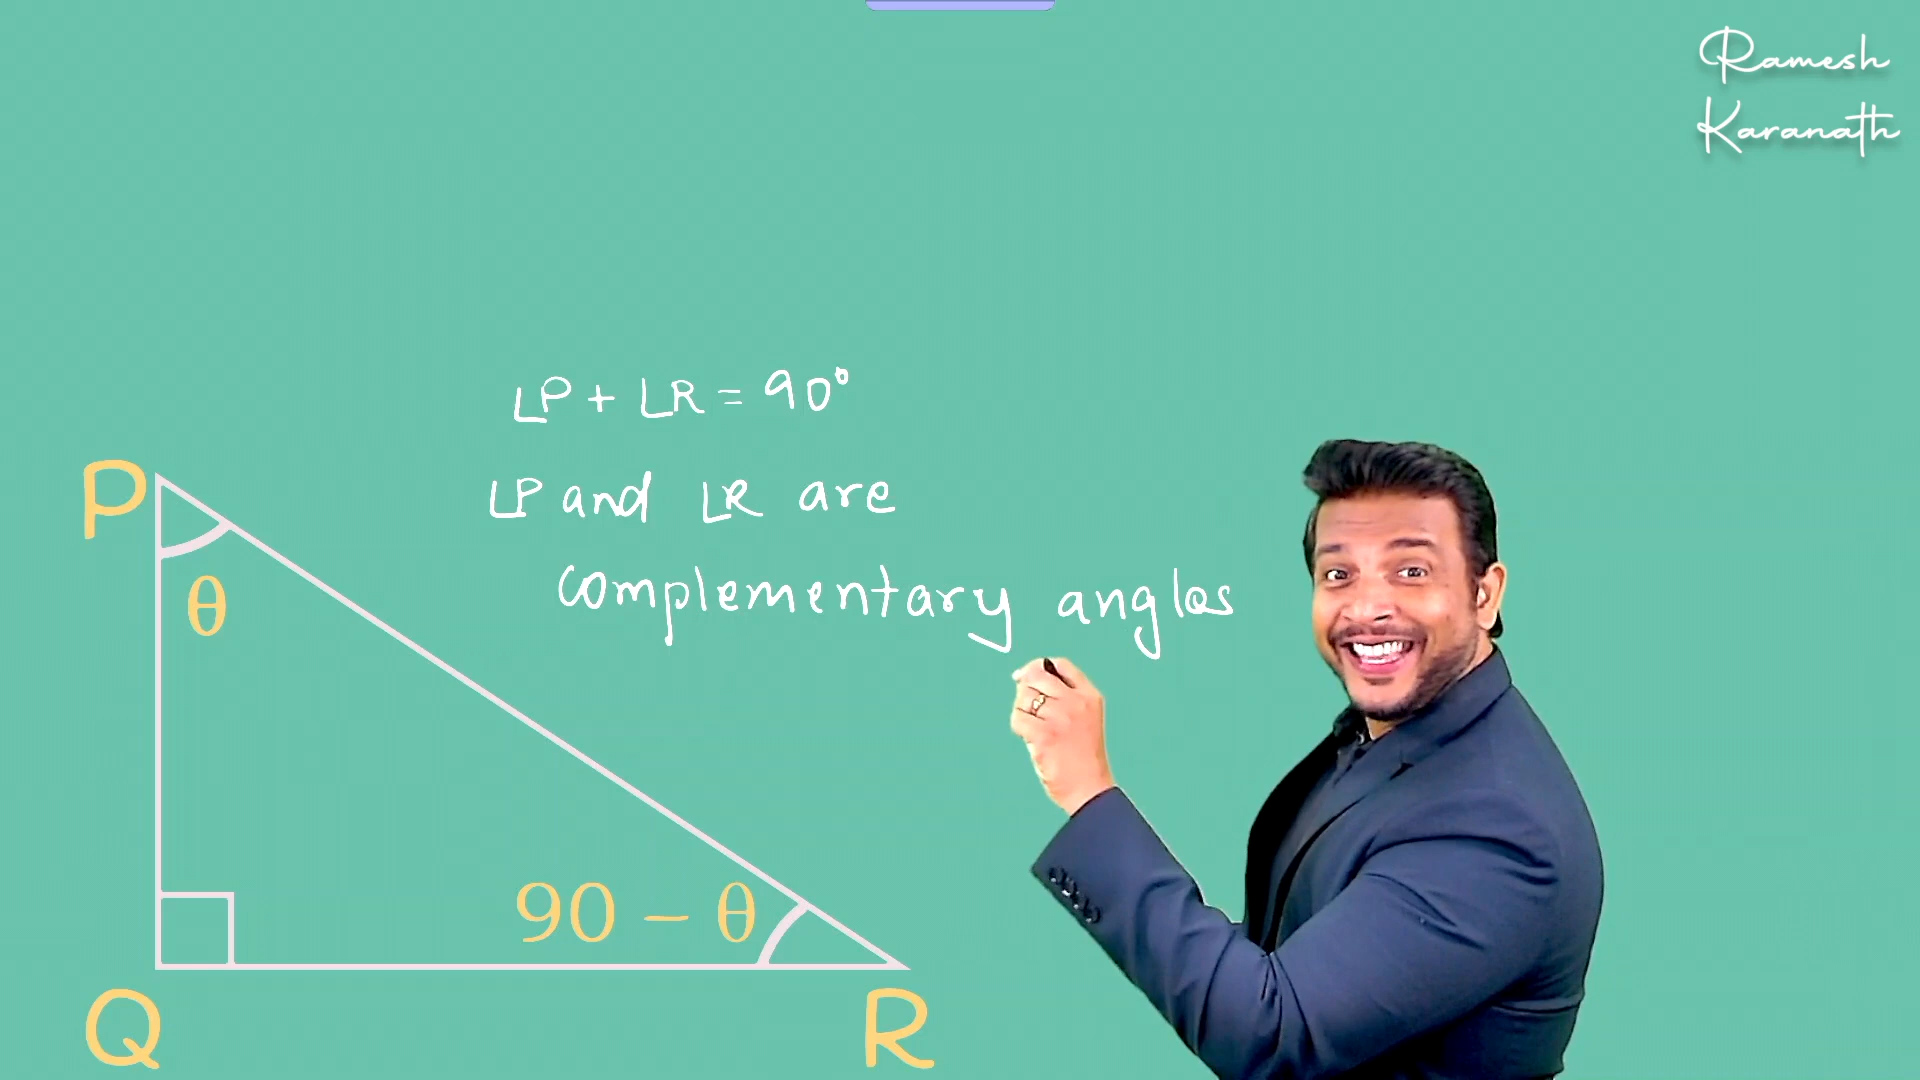 Ramesh
Karanath
∠P + ∠R = 90°
∠P and ∠R are
complementary angles
P
θ
90 – θ
Q
R